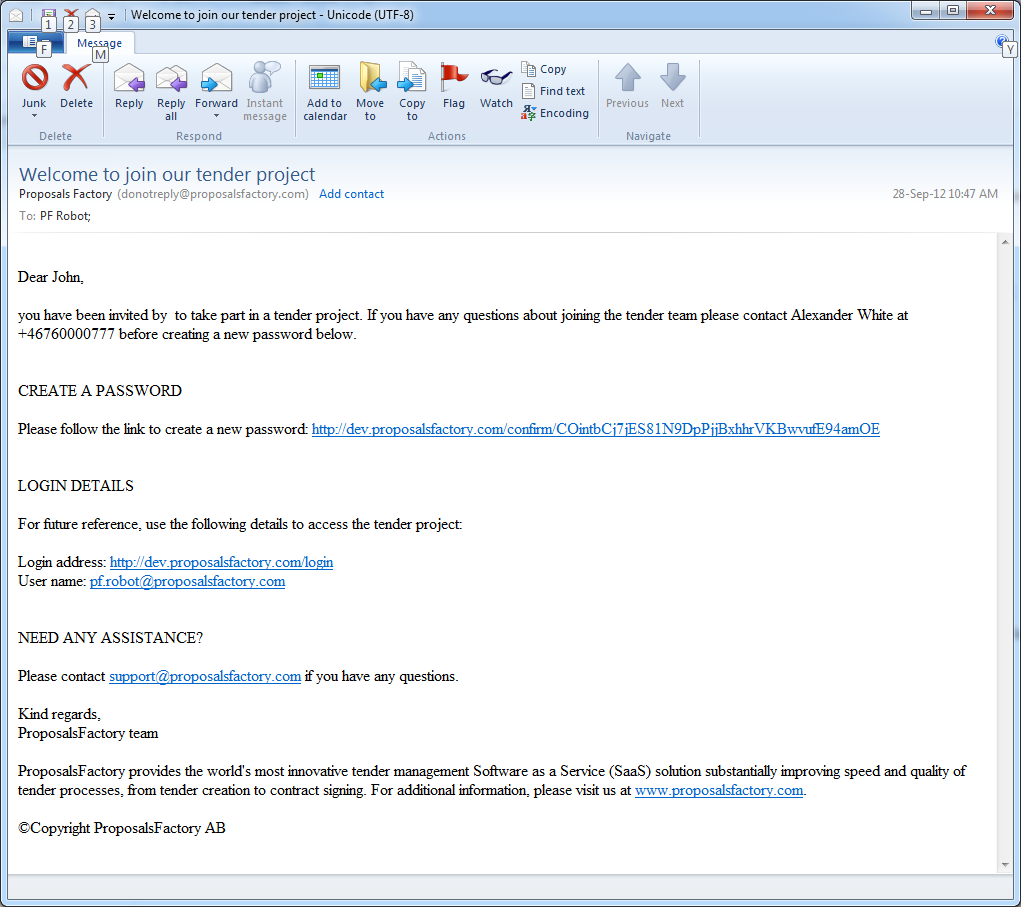 Welcome to join our tender project - Unicode (UTF-8)
1 2 3
F
Message
M
Y
Junk
Delete
Reply
Reply all
Forward
Instant message
Add to calendar
Move to
Copy to
Flag
Watch
Copy
Find text
Encoding
Previous
Next
Delete
Respond
Actions
Navigate
Welcome to join our tender project
Proposals Factory (donotreply@proposalsfactory.com) Add contact
28-Sep-12 10:47 AM
To: PF Robot;
Dear John,
you have been invited by  to take part in a tender project. If you have any questions about joining the tender team please contact Alexander White at
+46760000777 before creating a new password below.
CREATE A PASSWORD
Please follow the link to create a new password: http://dev.proposalsfactory.com/confirm/COintbCj7jES81N9DpPjjBxhhrVKBwvufE94amOE
LOGIN DETAILS
For future reference, use the following details to access the tender project:
Login address: http://dev.proposalsfactory.com/login
User name: pf.robot@proposalsfactory.com
NEED ANY ASSISTANCE?
Please contact support@proposalsfactory.com if you have any questions.
Kind regards,
ProposalsFactory team
ProposalsFactory provides the world's most innovative tender management Software as a Service (SaaS) solution substantially improving speed and quality of
tender processes, from tender creation to contract signing. For additional information, please visit us at www.proposalsfactory.com.
©Copyright ProposalsFactory AB